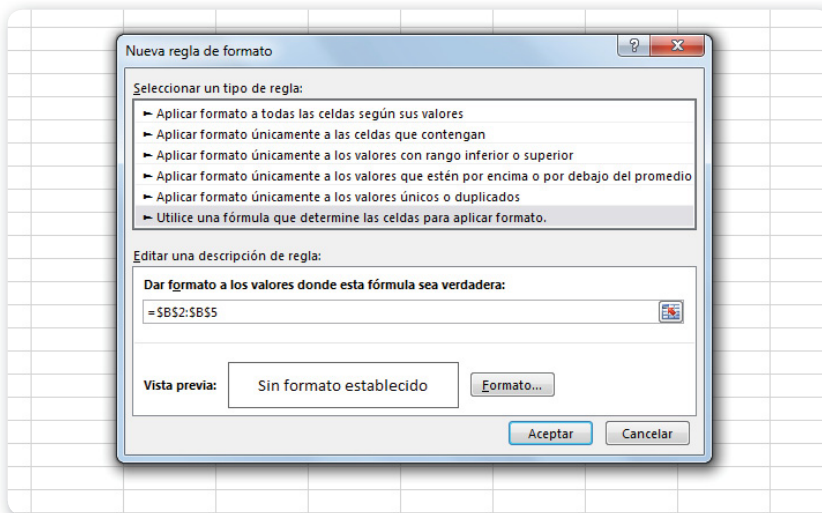 Nueva regla de formato
Seleccionar un tipo de regla:
► Aplicar formato a todas las celdas según sus valores
► Aplicar formato únicamente a las celdas que contengan
► Aplicar formato únicamente a los valores con rango inferior o superior
► Aplicar formato únicamente a los valores que estén por encima o por debajo del promedio
► Aplicar formato únicamente a los valores únicos o duplicados
► Utilice una fórmula que determine las celdas para aplicar formato.
Editar una descripción de regla:
Dar formato a los valores donde esta fórmula sea verdadera:
=$B$2:$B$5
Vista previa: Sin formato establecido Formato...
Aceptar Cancelar